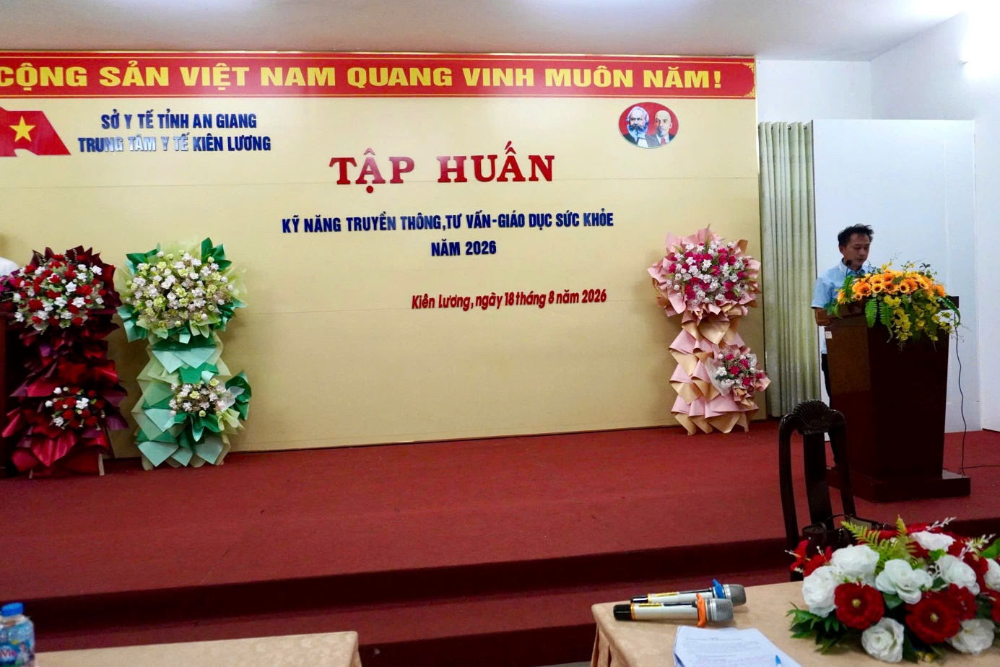 CỘNG SẢN VIỆT NAM QUANG VINH MUÔN NĂM!
SỞ Y TẾ TỈNH AN GIANG
TRUNG TÂM Y TẾ KIÊN LƯƠNG
TẬP HUẤN
KỸ NĂNG TRUYỀN THÔNG,TƯ VẤN-GIÁO DỤC SỨC KHỎE
NĂM 2026
Kiên Lương,ngày 18 tháng 8 năm 2026